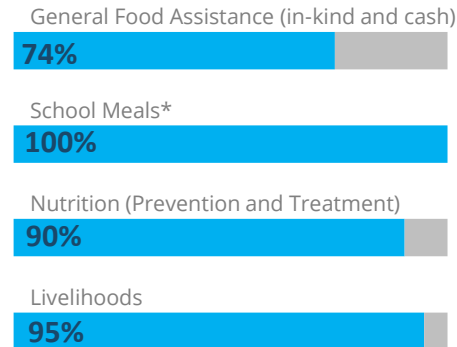 General Food Assistance (in-kind and cash)
74%
School Meals*
100%
Nutrition (Prevention and Treatment)
90%
Livelihoods
95%